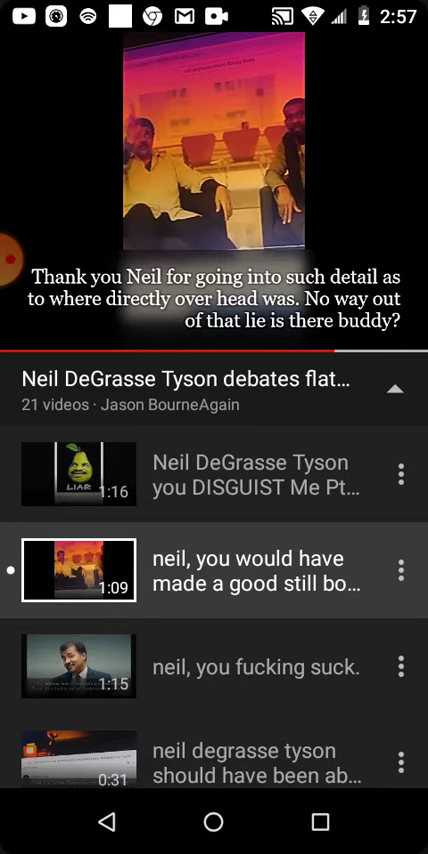 2:57
Thank you Neil for going into such detail as
to where directly over head was. No way out
of that lie is there buddy?
Neil DeGrasse Tyson debates flat...
21 videos · Jason BourneAgain
LIAR
1:16
Neil DeGrasse Tyson
you DISGUIST Me Pt...
1:09
neil, you would have
made a good still bo...
1:15
neil, you fucking suck.
0:31
neil degrasse tyson
should have been ab...